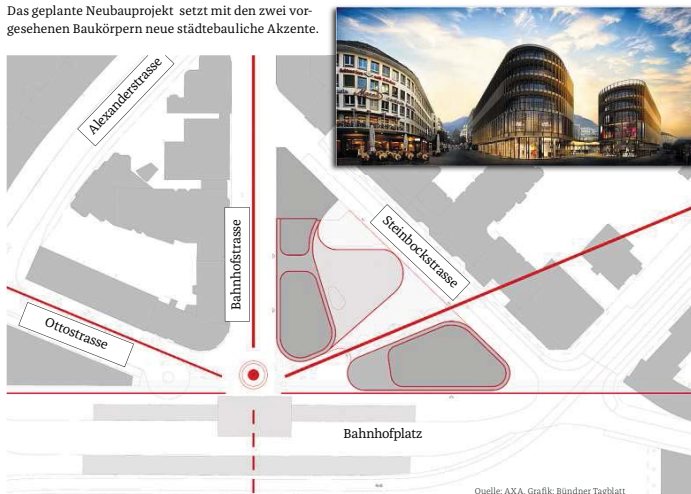 Das geplante Neubauprojekt setzt mit den zwei vor-
gesehenen Baukörpern neue städtebauliche Akzente.
Alexanderstrasse
Bahnhofstrasse
Steinbockstrasse
Ottostrasse
Bahnhofplatz
Quelle: AXA, Grafik: Bündner Tagblatt